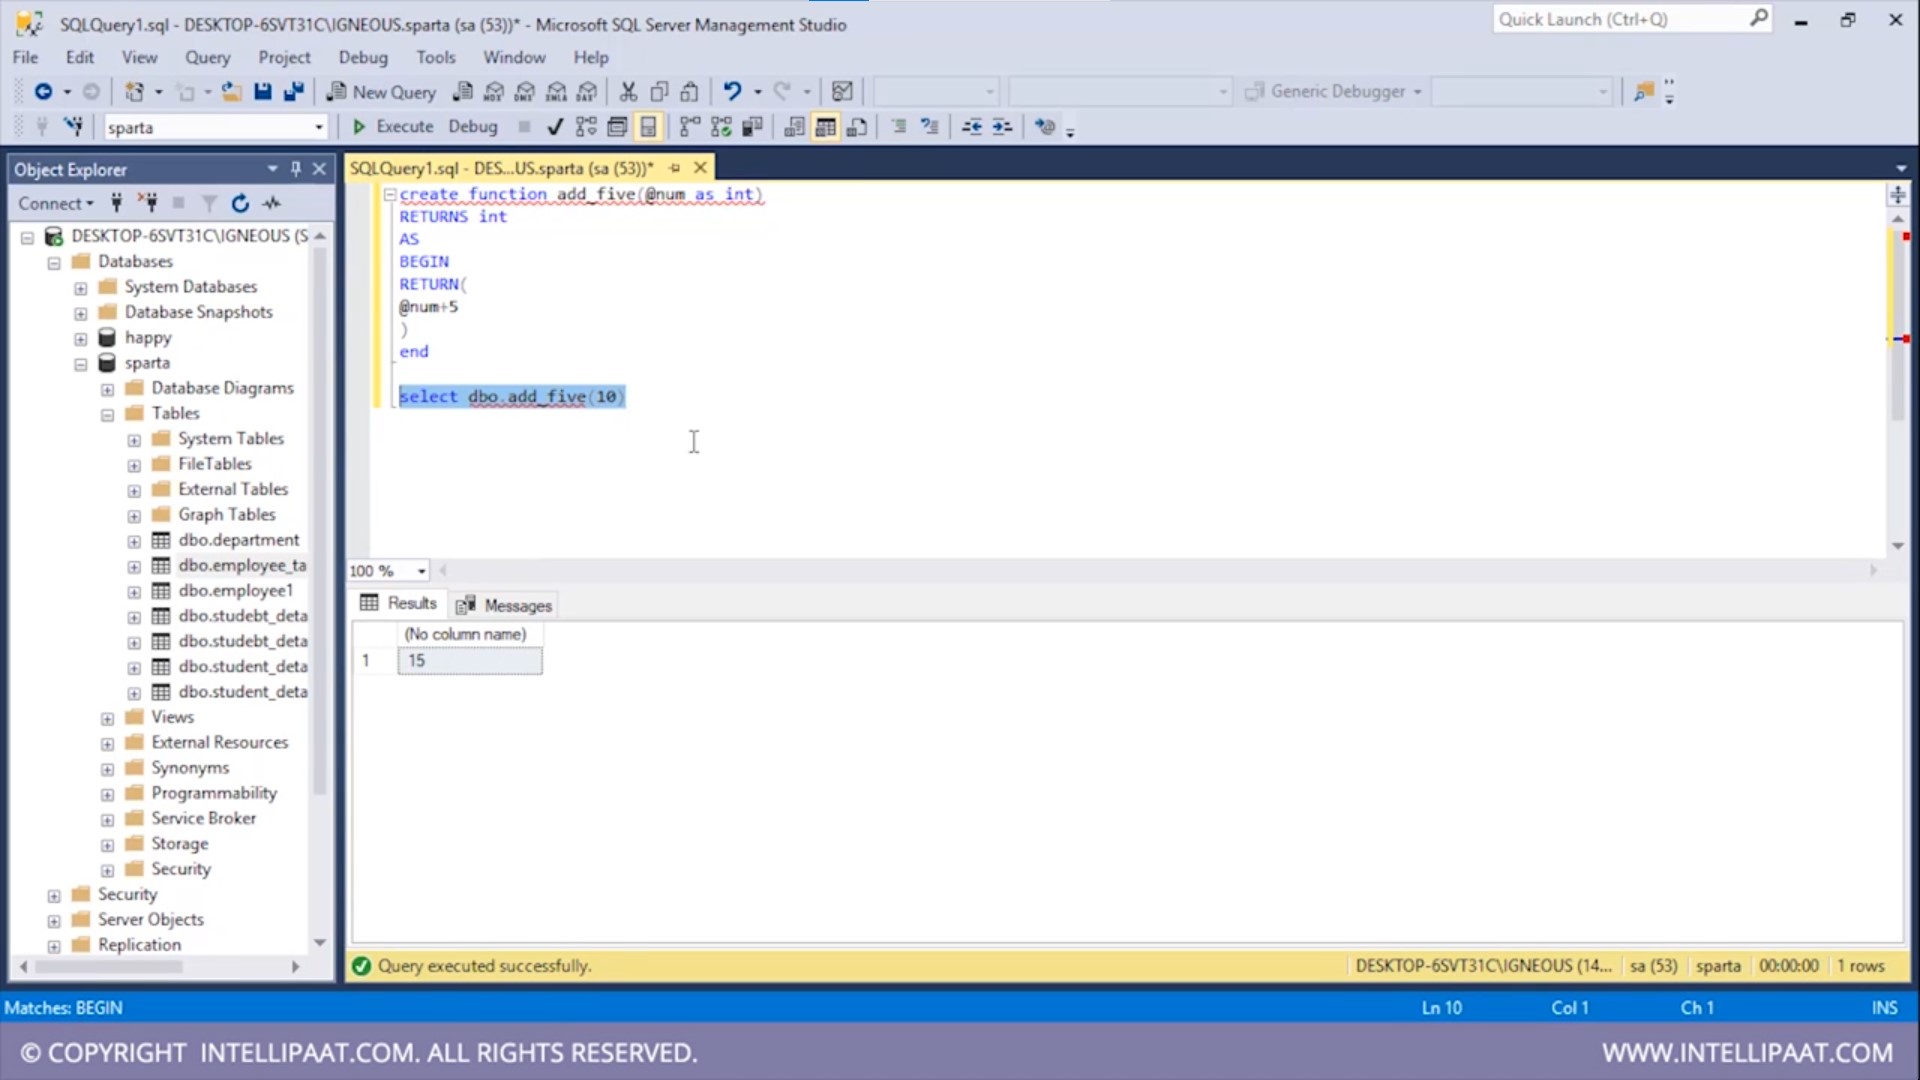 SQLQuery1.sql - DESKTOP-6SVT31C\IGNEOUS.sparta (sa (53))* - Microsoft SQL Server Management Studio
Quick Launch (Ctrl+Q)
File Edit View Query Project Debug Tools Window Help
New Query
Generic Debugger
sparta
Execute Debug
Object Explorer
Connect
DESKTOP-6SVT31C\IGNEOUS (S
Databases
System Databases
Database Snapshots
happy
sparta
Database Diagrams
Tables
System Tables
FileTables
External Tables
Graph Tables
dbo.department
dbo.employee_ta
dbo.employee1
dbo.studebt_deta
dbo.studebt_deta
dbo.student_deta
dbo.student_deta
Views
External Resources
Synonyms
Programmability
Service Broker
Storage
Security
Security
Server Objects
Replication
SQLQuery1.sql - DES...US.sparta (sa (53))*
create function add_five(@num as int)
RETURNS int
AS
BEGIN
RETURN(
@num+5
)
end
select dbo.add_five(10)
100 %
Results Messages
(No column name)
1 15
Query executed successfully.
DESKTOP-6SVT31C\IGNEOUS (14... sa (53) sparta 00:00:00 1 rows
Matches: BEGIN
Ln 10 Col 1 Ch 1 INS
© COPYRIGHT INTELLIPAAT.COM. ALL RIGHTS RESERVED.
WWW.INTELLIPAAT.COM